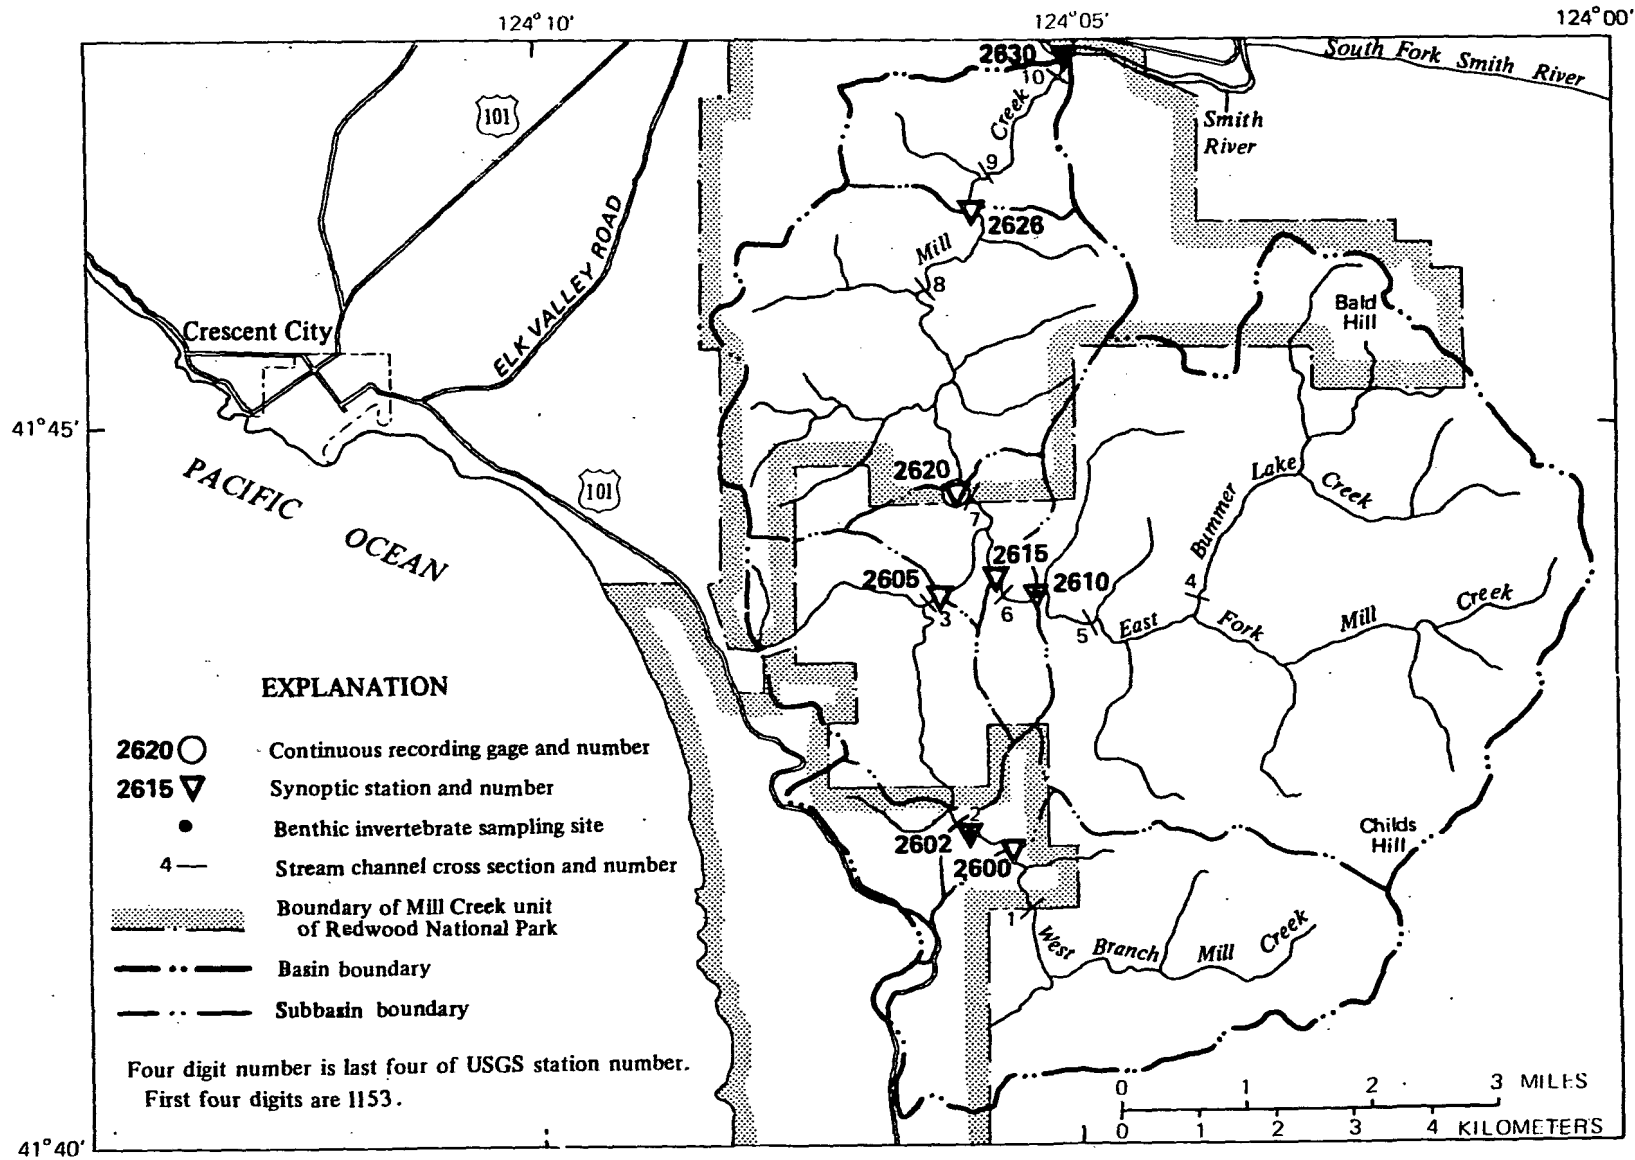 124°10'
124°05'
124°00'
2630
10
South Fork Smith River
101
Creek
Smith
River
9
2626
Mill
8
ELK VALLEY ROAD
Crescent City
Bald
Hill
41°45'
PACIFIC
OCEAN
101
2620
7
Lake
Creek
Bummer
2615
2605
2610
3
6
5
4
East
Fork
Mill
Creek
2
2602
2600
Childs
Hill
1
West
Branch
Mill
Creek
EXPLANATION
2620 Continuous recording gage and number
2615 Synoptic station and number
Benthic invertebrate sampling site
4 Stream channel cross section and number
Boundary of Mill Creek unit
of Redwood National Park
Basin boundary
Subbasin boundary
Four digit number is last four of USGS station number.
First four digits are 1153.
0 1 2 3 MILES
0 1 2 3 4 KILOMETERS
41°40'